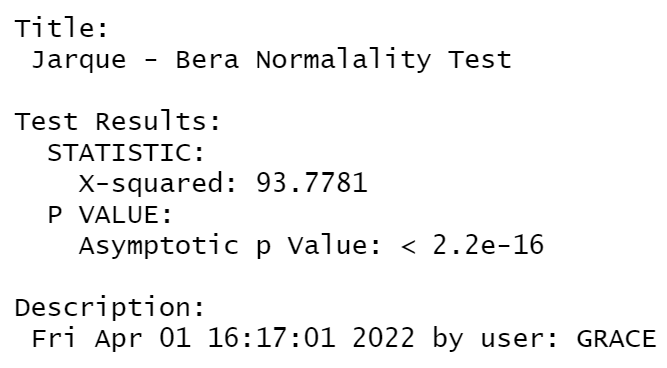 Title:
Jarque - Bera Normalality Test
Test Results:
STATISTIC:
X-squared: 93.7781
P VALUE:
Asymptotic p Value: < 2.2e-16
Description:
Fri Apr 01 16:17:01 2022 by user: GRACE